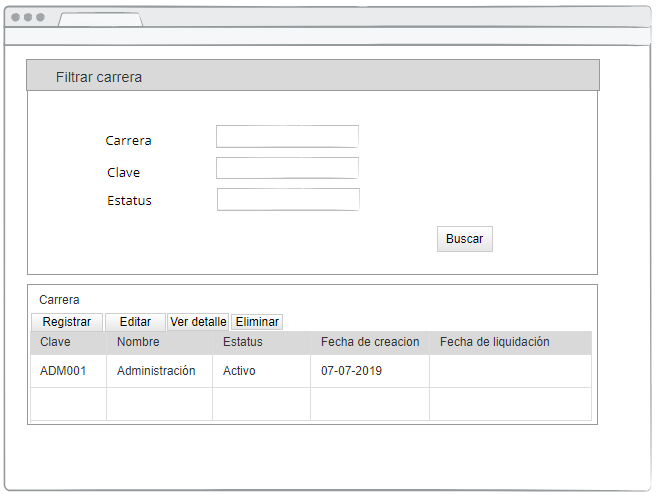 Filtrar carrera
Carrera
Clave
Estatus
Buscar
Carrera
Registrar Editar Ver detalle Eliminar
Clave Nombre Estatus Fecha de creacion Fecha de liquidación
ADM001 Administración Activo 07-07-2019